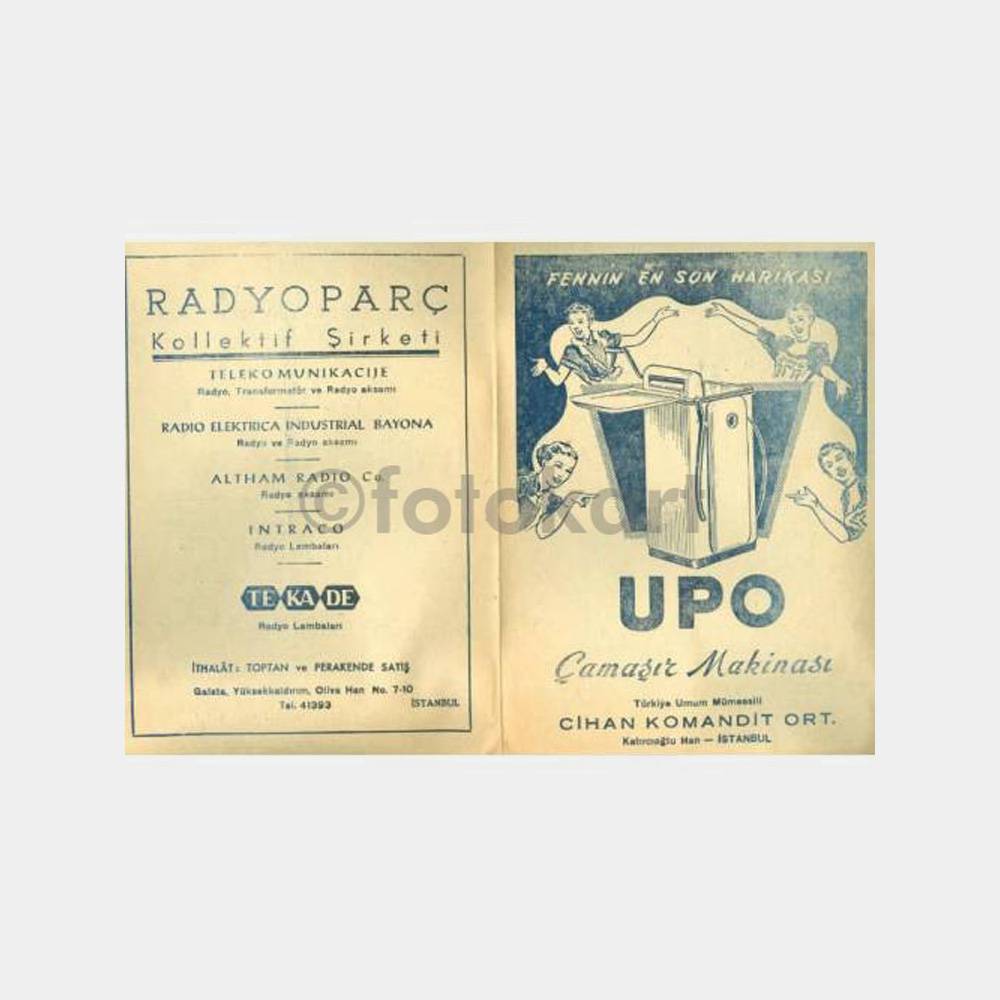 RADYOPARÇ
Kollektif Şirketi
TELEKOMUNIKACIJE
Radyo, Transformatör ve Radyo aksamı
RADIO ELEKTRICA INDUSTRIAL BAYONA
Radyo ve Radyo aksamı
ALTHAM RADIO Co.
Radyo aksamı
INTRACO
Radyo Lambaları
TE-KA-DE
Radyo Lambaları
İTHALÂT: TOPTAN ve PERAKENDE SATIŞ
Galata, Yüksekkaldırım, Oliva Han No. 7-10
Tel. 41393 İSTANBUL
FENNİN EN SON HARİKASI
UPO
Çamaşır Makinası
Türkiye Umum Mümessili
CİHAN KOMANDİT ORT.
Katırcıoğlu Han — İSTANBUL
©fotokart